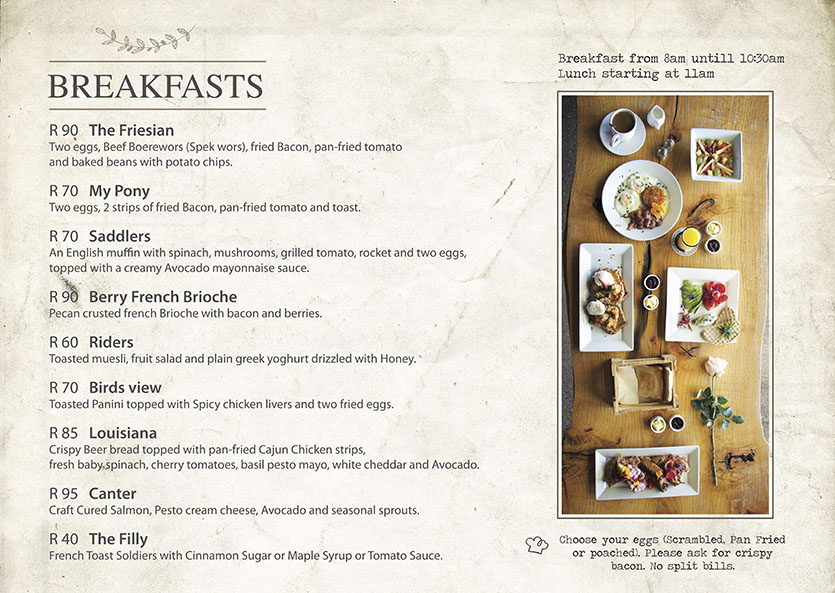 BREAKFASTS
R 90 The Friesian
Two eggs, Beef Boerewors (Spek wors), fried Bacon, pan-fried tomato
and baked beans with potato chips.
R 70 My Pony
Two eggs, 2 strips of fried Bacon, pan-fried tomato and toast.
R 70 Saddlers
An English muffin with spinach, mushrooms, grilled tomato, rocket and two eggs,
topped with a creamy Avocado mayonnaise sauce.
R 90 Berry French Brioche
Pecan crusted french Brioche with bacon and berries.
R 60 Riders
Toasted muesli, fruit salad and plain greek yoghurt drizzled with Honey.
R 70 Birds view
Toasted Panini topped with Spicy chicken livers and two fried eggs.
R 85 Louisiana
Crispy Beer bread topped with pan-fried Cajun Chicken strips,
fresh baby spinach, cherry tomatoes, basil pesto mayo, white cheddar and Avocado.
R 95 Canter
Craft Cured Salmon, Pesto cream cheese, Avocado and seasonal sprouts.
R 40 The Filly
French Toast Soldiers with Cinnamon Sugar or Maple Syrup or Tomato Sauce.
Breakfast from 8am untill 10:30am
Lunch starting at 11am
Choose your eggs (Scrambled, Pan Fried
or poached). Please ask for crispy
bacon. No split bills.